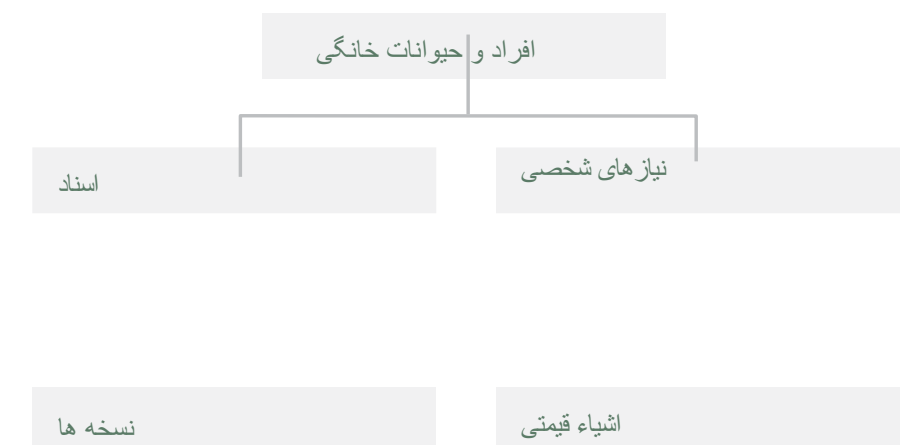 افراد و حیوانات خانگی
نیازهای شخصی
اسناد
اشیاء قیمتی
نسخه ها